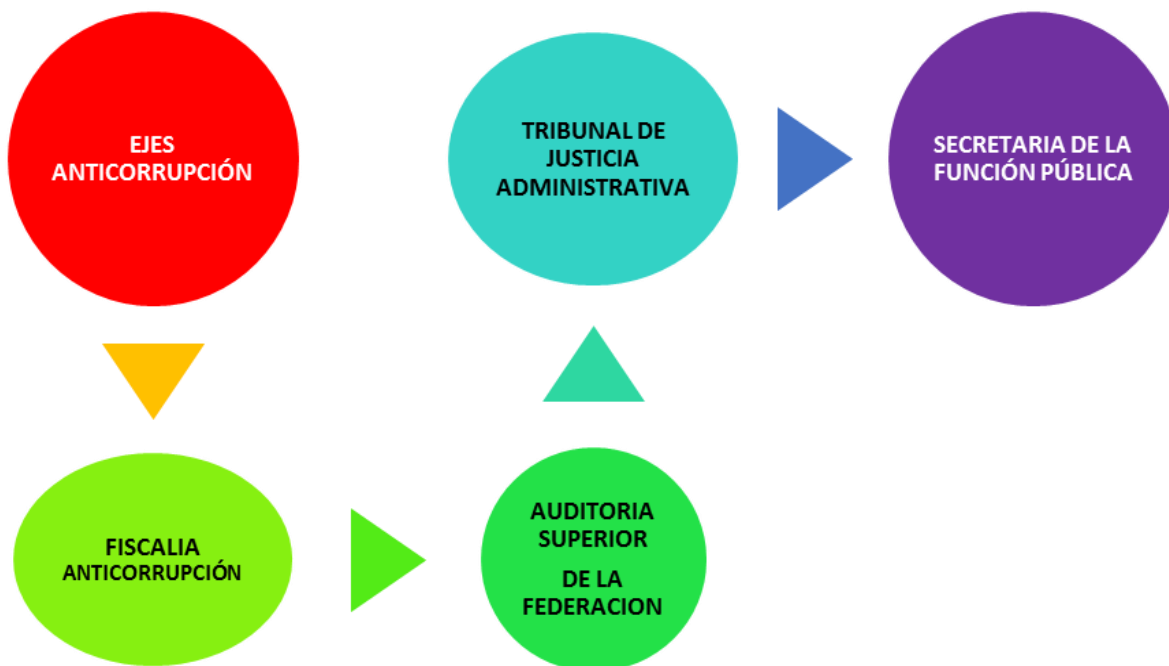 EJES
ANTICORRUPCIÓN
FISCALIA
ANTICORRUPCIÓN
AUDITORIA
SUPERIOR
DE LA
FEDERACION
TRIBUNAL DE
JUSTICIA
ADMINISTRATIVA
SECRETARIA DE LA
FUNCIÓN PÚBLICA